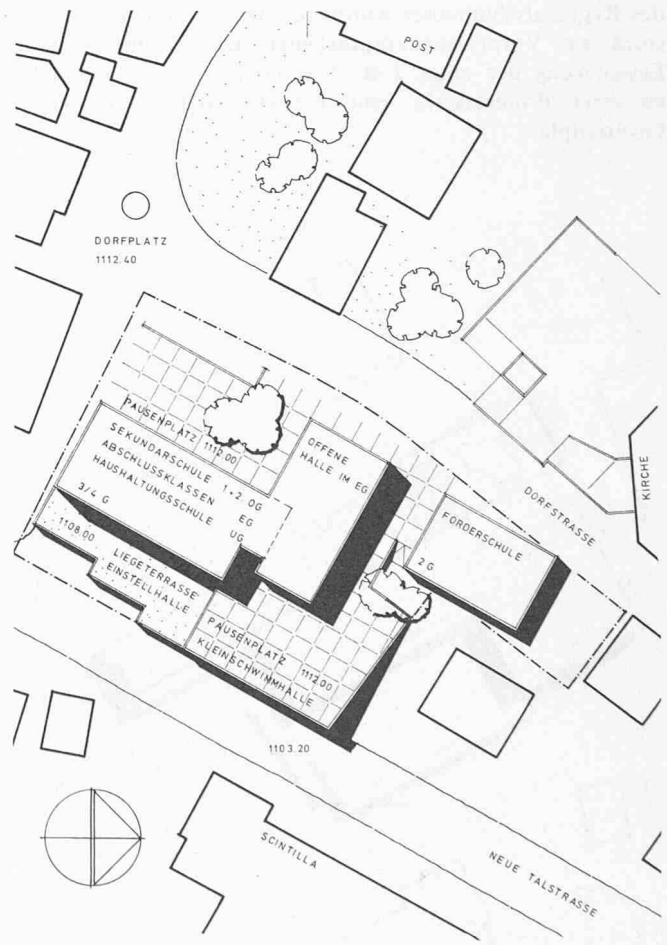 POST
DORFPLATZ
1112.40
PAUSENPLATZ 1112.00
SEKUNDARSCHULE 1+2 OG
ABSCHLUSSKLASSEN EG
HAUSHALTUNGSSCHULE UG
3/4 G
OFFENE
HALLE IM EG
KIRCHE
DORFSTRASSE
FÖRDERSCHULE
2 G
1108.00
LIEGETERRASSE
EINSTELLHALLE
PAUSENPLATZ 1112.00
KLEINSCHWIMMHALLE
1103.20
SCINTILLA
NEUE TALSTRASSE